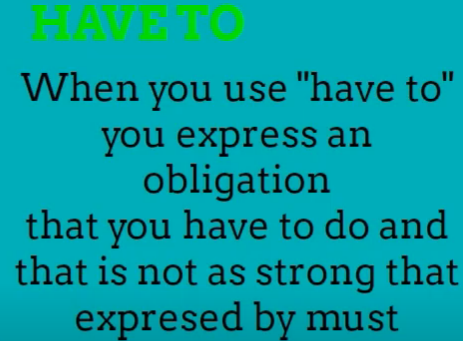 HAVE TO
When you use "have to"
you express an
obligation
that you have to do and
that is not as strong that
expresed by must